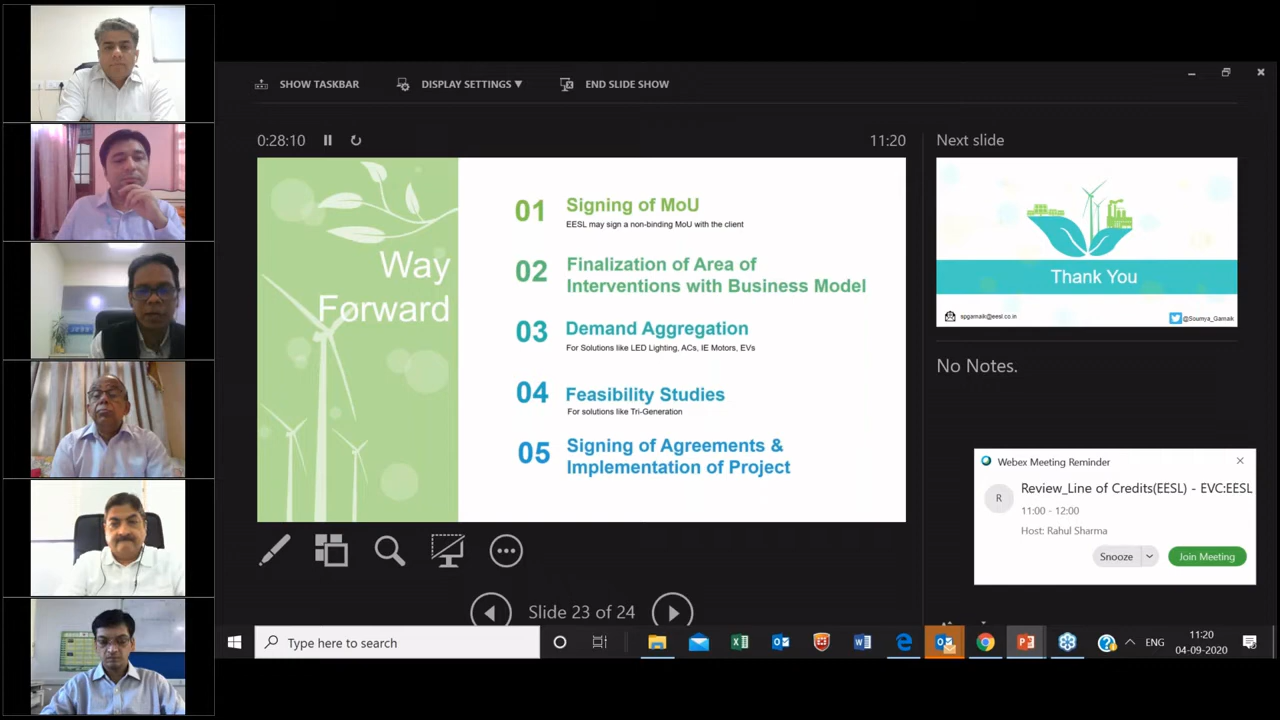 SHOW TASKBAR
DISPLAY SETTINGS ▼
END SLIDE SHOW
0:28:10
11:20
Way
Forward
01
Signing of MoU
EESL may sign a non-binding MoU with the client
02
Finalization of Area of
Interventions with Business Model
03
Demand Aggregation
For Solutions like LED Lighting, ACs, IE Motors, EVs
04
Feasibility Studies
For solutions like Tri-Generation
05
Signing of Agreements &
Implementation of Project
Slide 23 of 24
Next slide
Thank You
spgarnaik@eesl.co.in
@Soumya_Garnaik
No Notes.
Webex Meeting Reminder
R
Review_Line of Credits(EESL) - EVC:EESL
11:00 - 12:00
Host: Rahul Sharma
Snooze
Join Meeting
Type here to search
ENG
11:20
04-09-2020